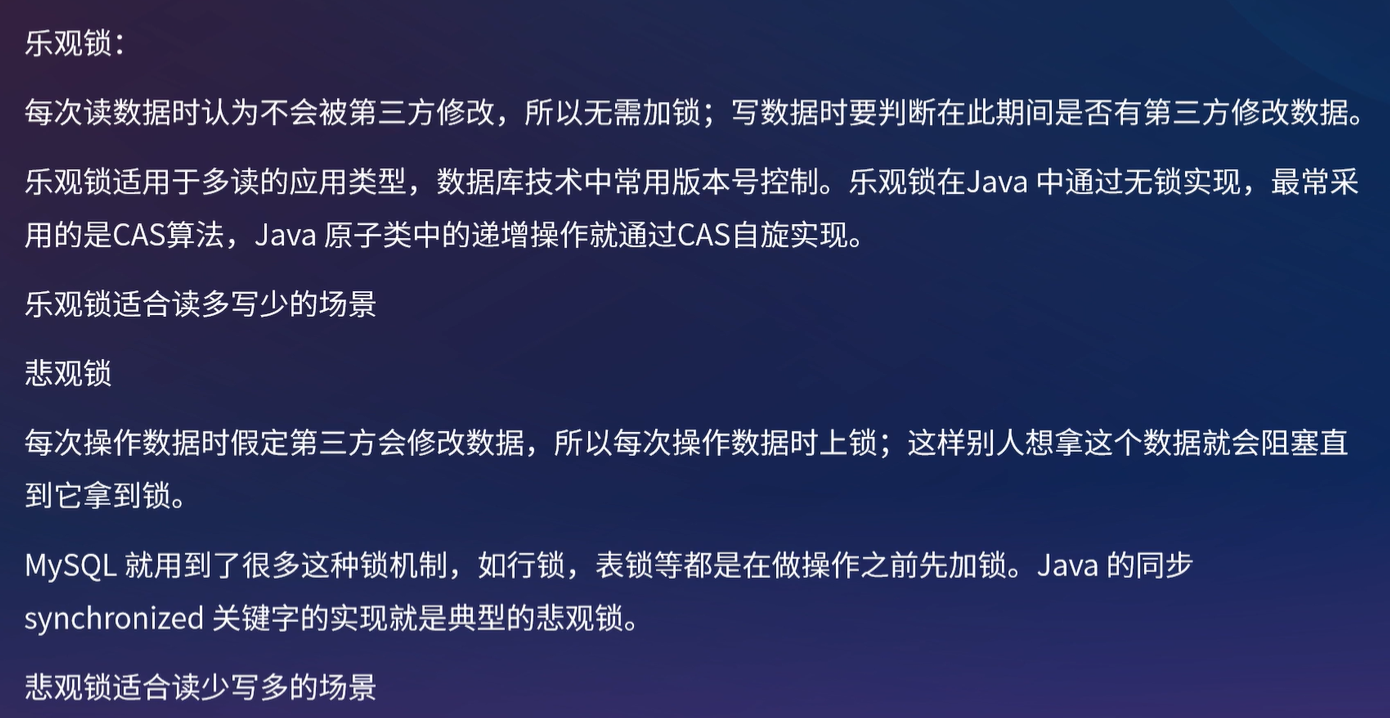 乐观锁：
每次读数据时认为不会被第三方修改，所以无需加锁；写数据时要判断在此期间是否有第三方修改数据。
乐观锁适用于多读的应用类型，数据库技术中常用版本号控制。乐观锁在Java 中通过无锁实现，最常采
用的是CAS算法，Java 原子类中的递增操作就通过CAS自旋实现。
乐观锁适合读多写少的场景
悲观锁
每次操作数据时假定第三方会修改数据，所以每次操作数据时上锁；这样别人想拿这个数据就会阻塞直
到它拿到锁。
MySQL 就用到了很多这种锁机制，如行锁，表锁等都是在做操作之前先加锁。Java 的同步
synchronized 关键字的实现就是典型的悲观锁。
悲观锁适合读少写多的场景